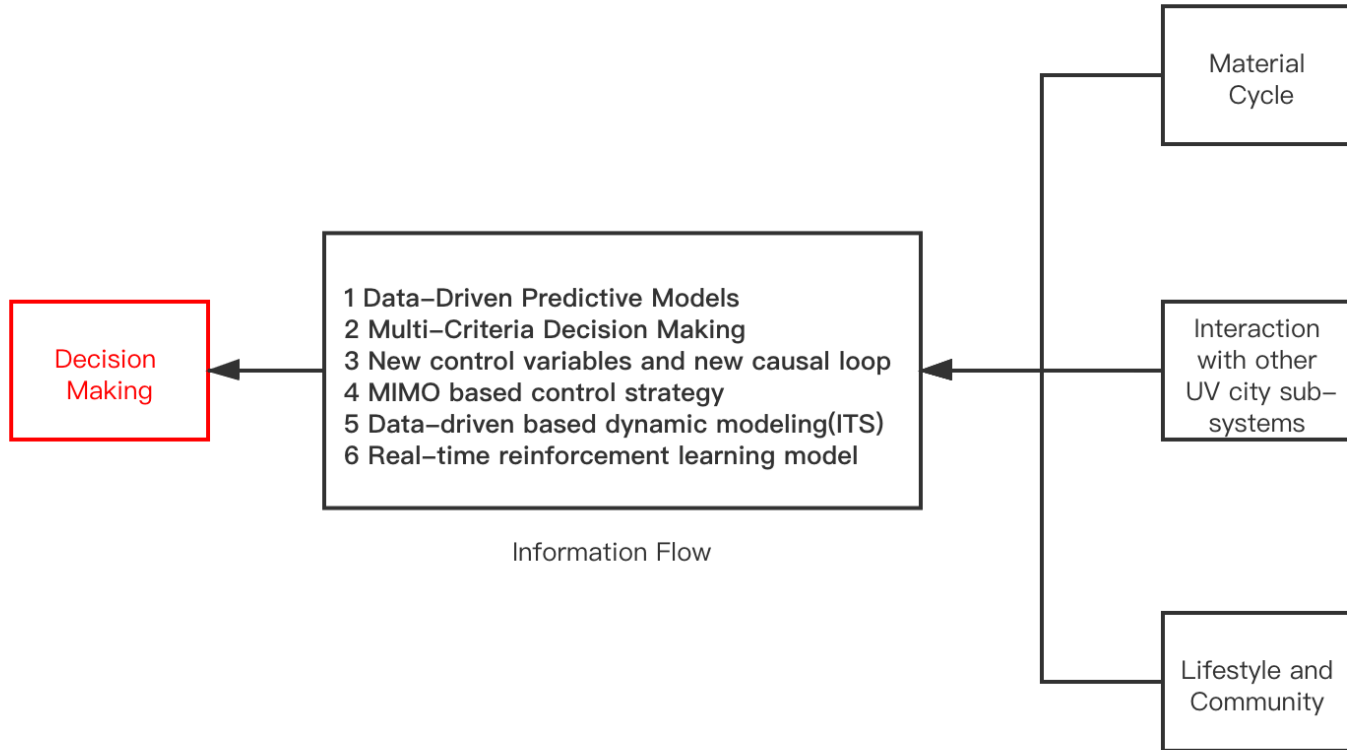 Material
Cycle
Decision
Making
1 Data-Driven Predictive Models
2 Multi-Criteria Decision Making
3 New control variables and new causal loop
4 MIMO based control strategy
5 Data-driven based dynamic modeling(ITS)
6 Real-time reinforcement learning model
Information Flow
Interaction
with other
UV city sub-
systems
Lifestyle and
Community